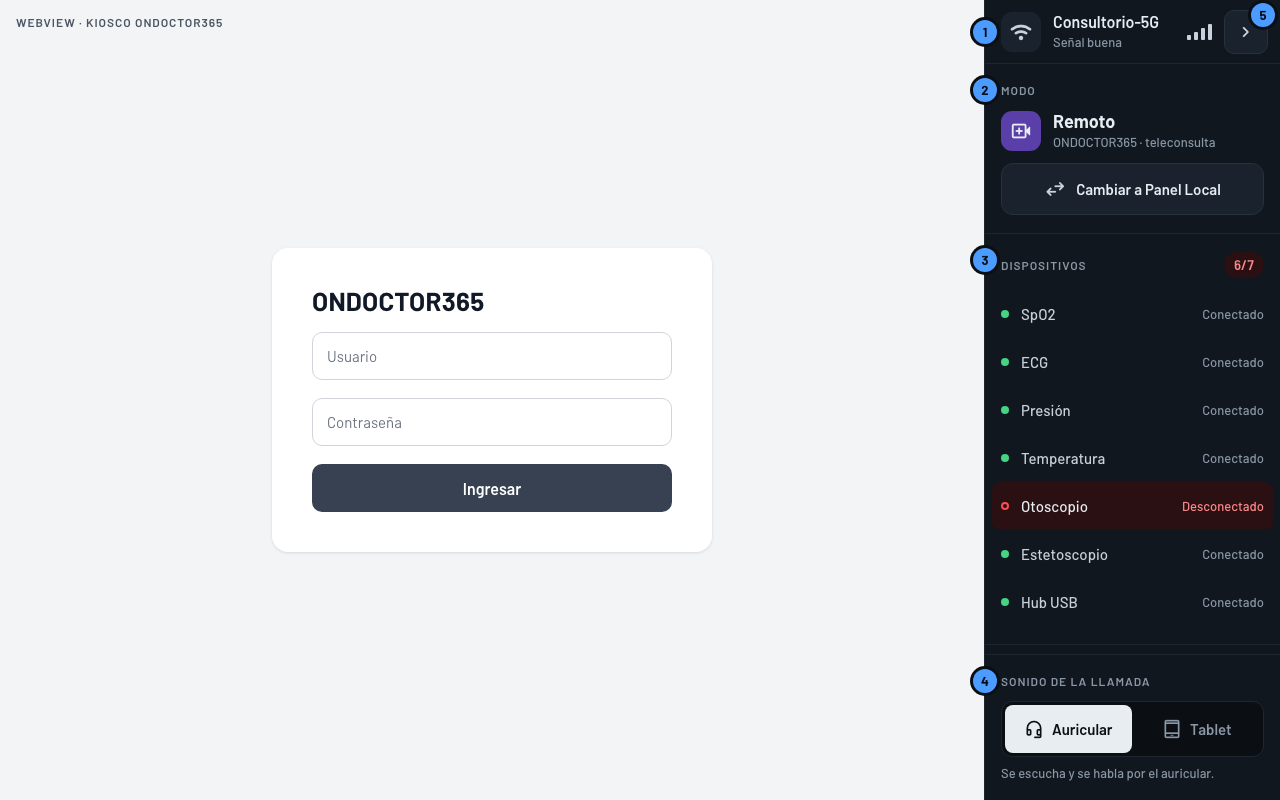 WEBVIEW · KIOSCO ONDOCTOR365
ONDOCTOR365
Usuario
Contraseña
Ingresar
1
Consultorio-5G
Señal buena
5
2
MODO
Remoto
ONDOCTOR365 · teleconsulta
Cambiar a Panel Local
3
DISPOSITIVOS
6/7
SpO2
Conectado
ECG
Conectado
Presión
Conectado
Temperatura
Conectado
Otoscopio
Desconectado
Estetoscopio
Conectado
Hub USB
Conectado
4
SONIDO DE LA LLAMADA
Auricular
Tablet
Se escucha y se habla por el auricular.